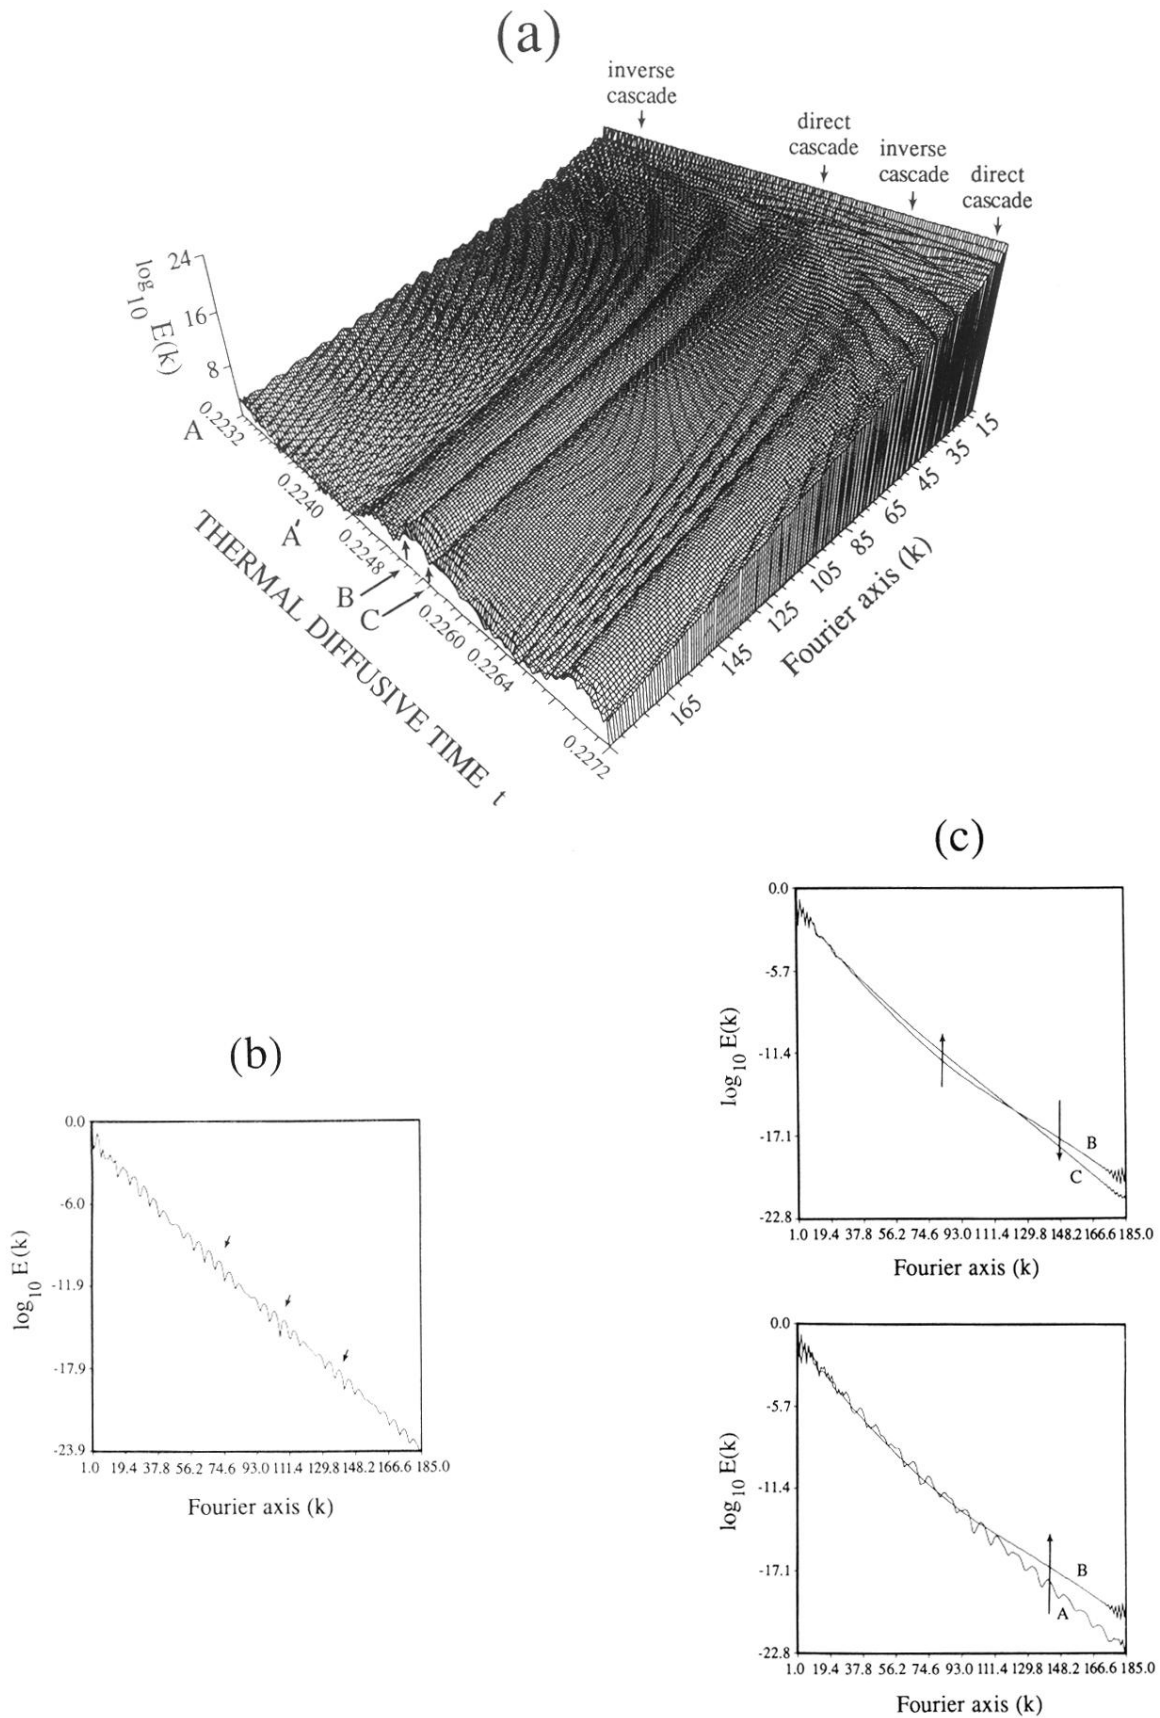 (a)
inverse
cascade
direct
cascade
inverse
cascade
direct
cascade
log10 E(k)
24
16
8
A
0.2232
0.2240
A'
0.2248
B
C
0.2260
0.2264
0.2272
THERMAL DIFFUSIVE TIME t
15
35
45
65
85
105
125
145
165
Fourier axis (k)
(b)
log10 E(k)
0.0
-6.0
-11.9
-17.9
-23.9
1.0 19.4 37.8 56.2 74.6 93.0 111.4 129.8 148.2 166.6 185.0
Fourier axis (k)
(c)
log10 E(k)
0.0
-5.7
-11.4
-17.1
-22.8
B
C
1.0 19.4 37.8 56.2 74.6 93.0 111.4 129.8 148.2 166.6 185.0
Fourier axis (k)
log10 E(k)
0.0
-5.7
-11.4
-17.1
-22.8
B
A
1.0 19.4 37.8 56.2 74.6 93.0 111.4 129.8 148.2 166.6 185.0
Fourier axis (k)